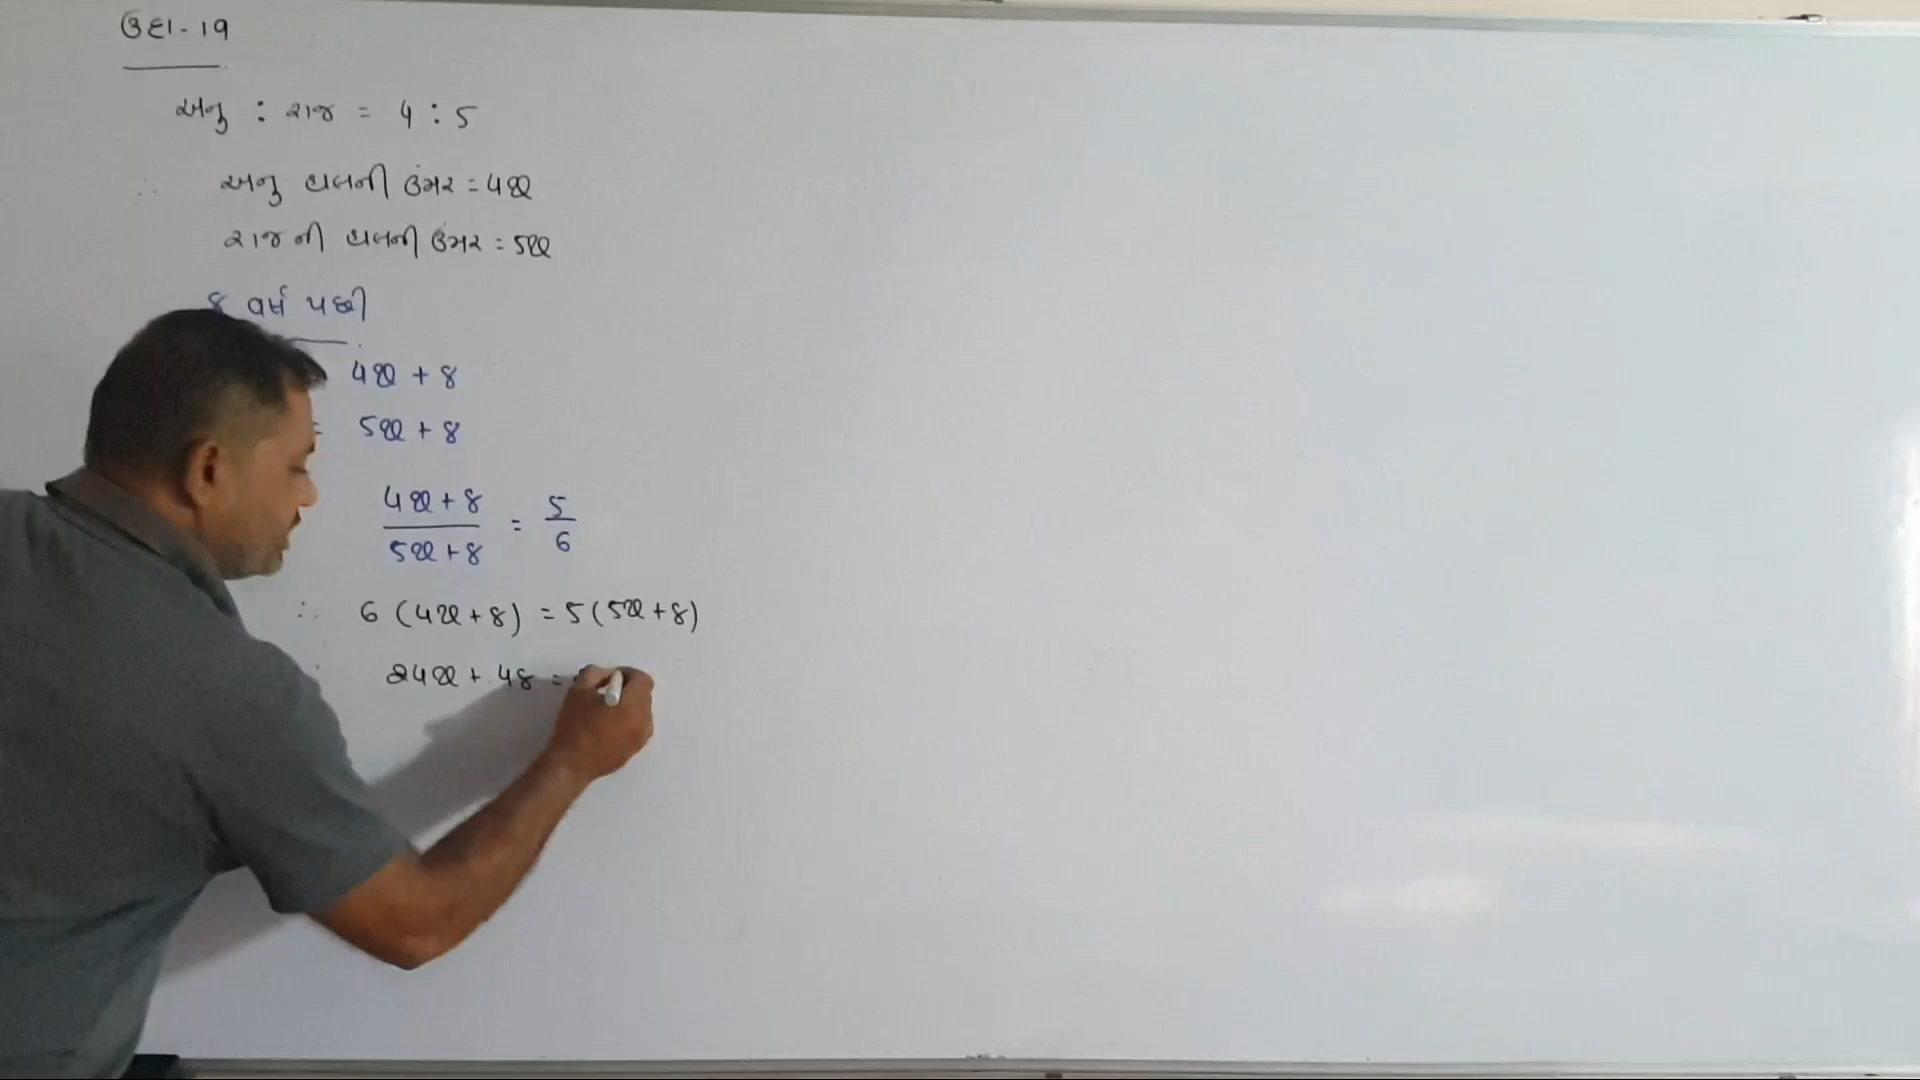 ઉદા-19
અનુ : રાજ = 4 : 5
∴ અનુ હાલની ઉંમર = 4x
રાજ ની હાલની ઉંમર = 5x
8 વર્ષ પછી
4x + 8
= 5x + 8
4x + 8 / 5x + 8 = 5 / 6
∴ 6 (4x + 8) = 5 (5x + 8)
24x + 48 =